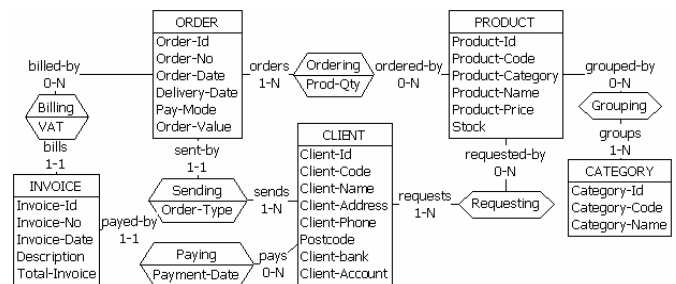 ORDER
Order-Id
Order-No
Order-Date
Delivery-Date
Pay-Mode
Order-Value
billed-by
0-N
Billing
VAT
bills
1-1
INVOICE
Invoice-Id
Invoice-No
Invoice-Date
Description
Total-Invoice
orders
1-N
Ordering
Prod-Qty
ordered-by
0-N
PRODUCT
Product-Id
Product-Code
Product-Category
Product-Name
Product-Price
Stock
grouped-by
0-N
Grouping
groups
1-N
CATEGORY
Category-Id
Category-Code
Category-Name
sent-by
1-1
Sending
Order-Type
sends
1-N
CLIENT
Client-Id
Client-Code
Client-Name
Client-Address
Client-Phone
Postcode
Client-bank
Client-Account
requested-by
0-N
requests
1-N
Requesting
payed-by
1-1
Paying
Payment-Date
pays
0-N